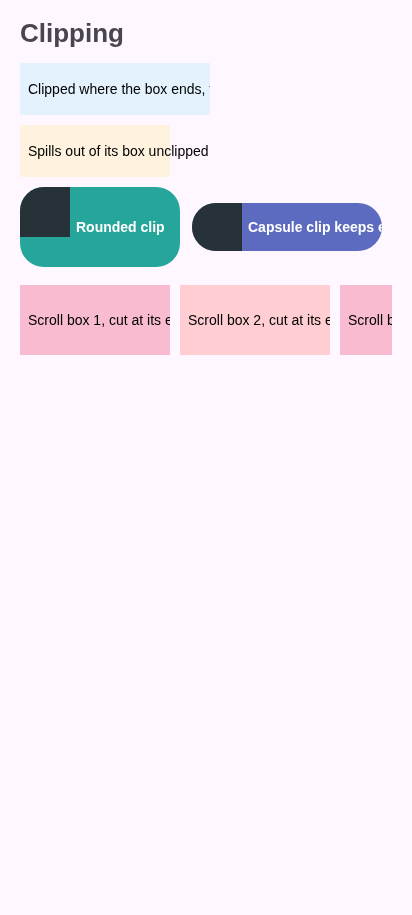 Clipping
Clipped where the box ends,
Spills out of its box unclipped
Rounded clip
Capsule clip keeps
Scroll box 1, cut at its
Scroll box 2, cut at its
Scroll